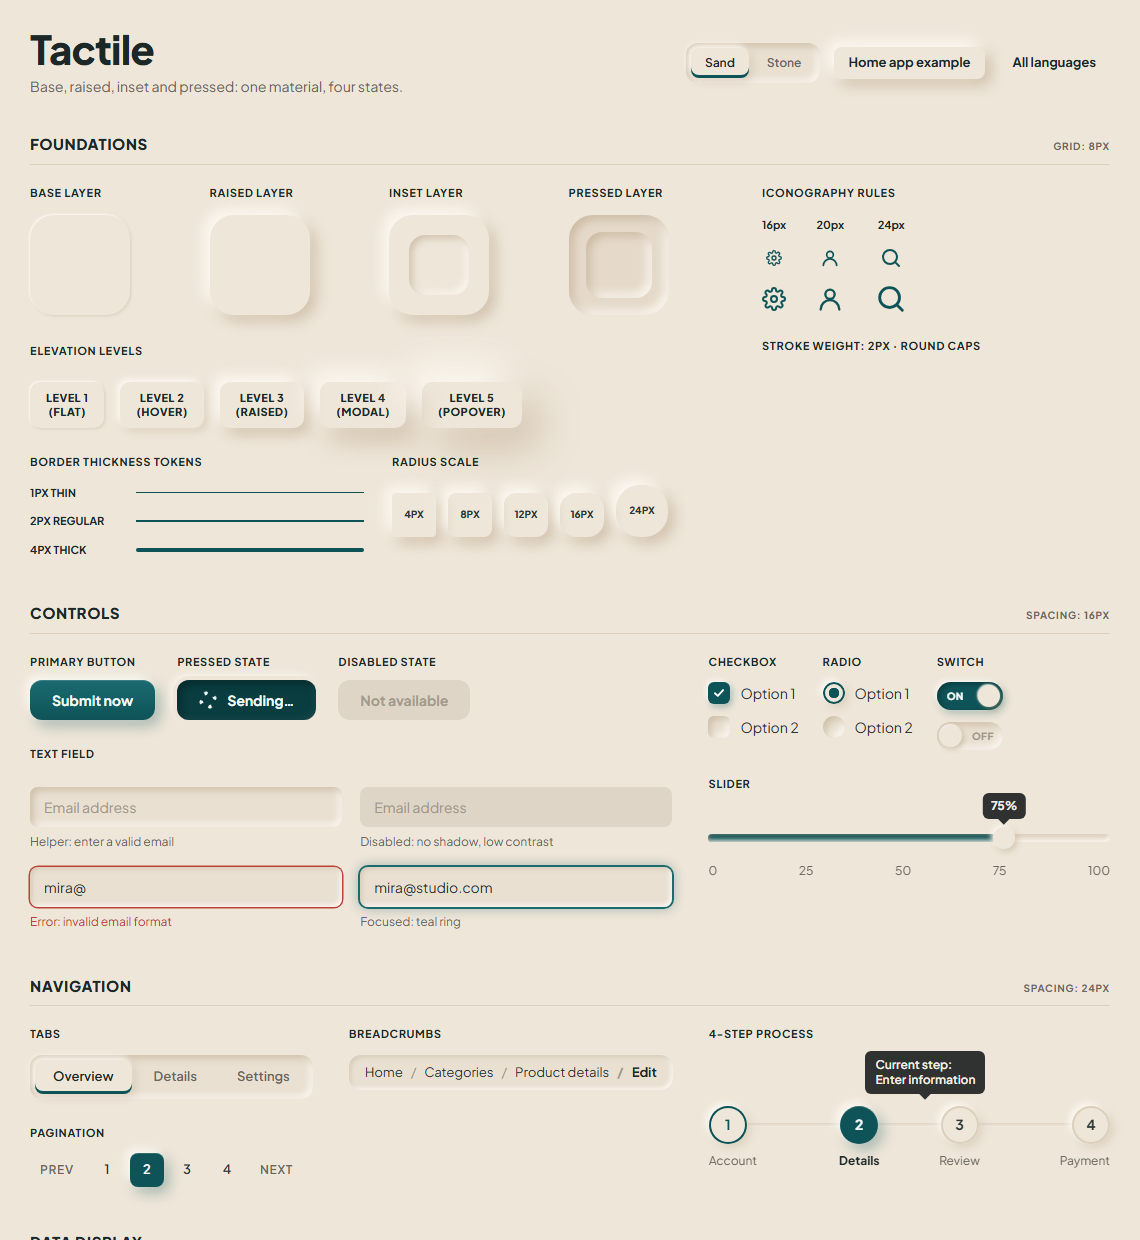 Tactile
Base, raised, inset and pressed: one material, four states.
Sand
Stone
Home app example
All languages
FOUNDATIONS
GRID: 8PX
BASE LAYER
RAISED LAYER
INSET LAYER
PRESSED LAYER
ICONOGRAPHY RULES
16px
20px
24px
STROKE WEIGHT: 2PX · ROUND CAPS
ELEVATION LEVELS
LEVEL 1
(FLAT)
LEVEL 2
(HOVER)
LEVEL 3
(RAISED)
LEVEL 4
(MODAL)
LEVEL 5
(POPOVER)
BORDER THICKNESS TOKENS
1PX THIN
2PX REGULAR
4PX THICK
RADIUS SCALE
4PX
8PX
12PX
16PX
24PX
CONTROLS
SPACING: 16PX
PRIMARY BUTTON
PRESSED STATE
DISABLED STATE
Submit now
Sending...
Not available
CHECKBOX
RADIO
SWITCH
Option 1
Option 1
ON
Option 2
Option 2
OFF
TEXT FIELD
Email address
Email address
Helper: enter a valid email
Disabled: no shadow, low contrast
mira@
mira@studio.com
Error: invalid email format
Focused: teal ring
SLIDER
75%
0
25
50
75
100
NAVIGATION
SPACING: 24PX
TABS
Overview
Details
Settings
BREADCRUMBS
Home / Categories / Product details / Edit
4-STEP PROCESS
Current step:
Enter information
1
2
3
4
Account
Details
Review
Payment
PAGINATION
PREV
1
2
3
4
NEXT
DATA DISPLAY